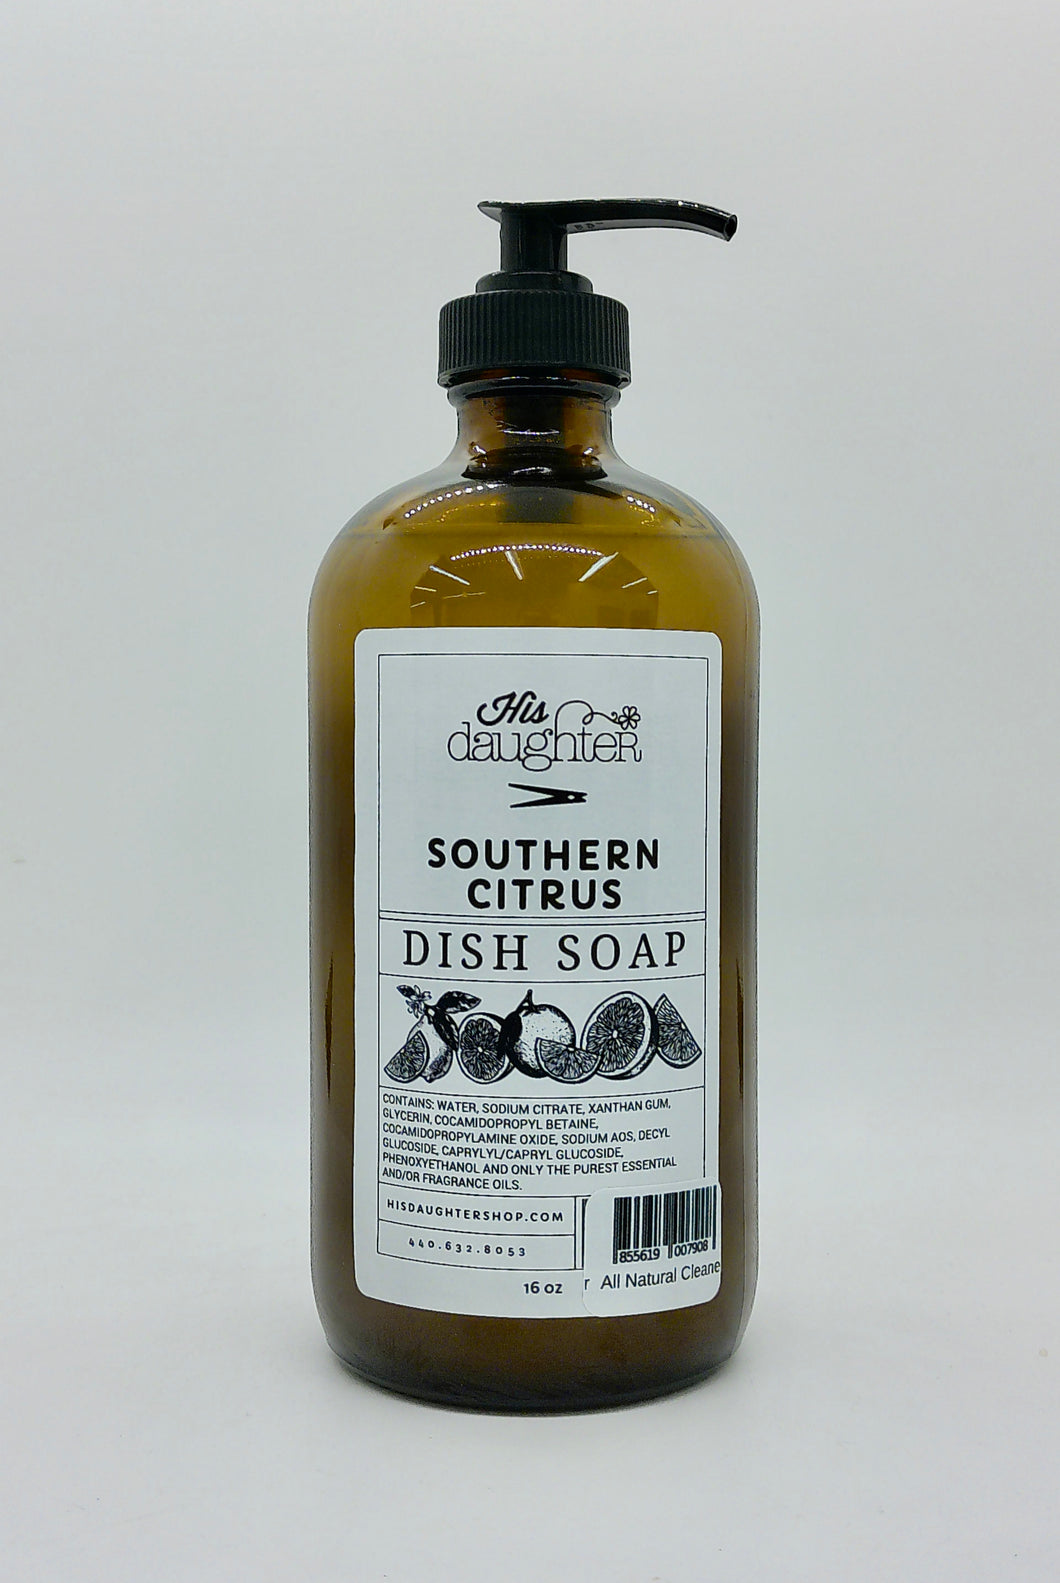 His
daughter
SOUTHERN
CITRUS
DISH SOAP
CONTAINS: WATER, SODIUM CITRATE, XANTHAN GUM,
GLYCERIN, COCAMIDOPROPYL BETAINE,
COCAMIDOPROPYLAMINE OXIDE, SODIUM AOS, DECYL
GLUCOSIDE, CAPRYLYL/CAPRYL GLUCOSIDE,
PHENOXYETHANOL AND ONLY THE PUREST ESSENTIAL
AND/OR FRAGRANCE OILS.
HISDAUGHTERSHOP.COM
440.632.8053
16 oz
855619 007908
r All Natural Cleane